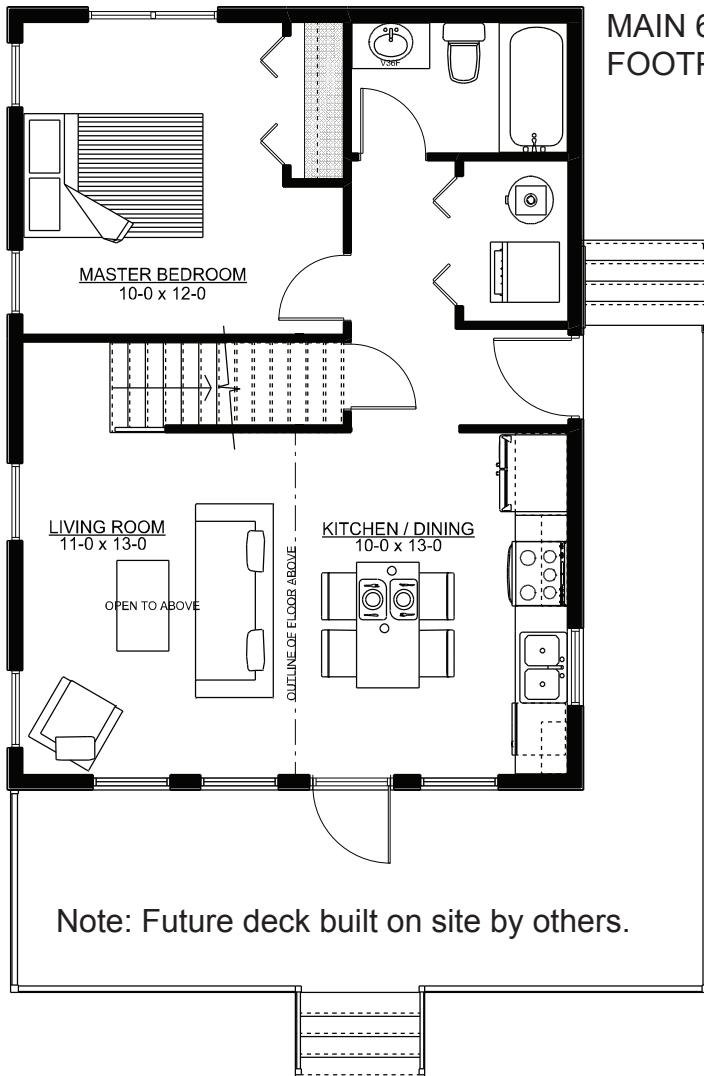 MAIN 6
FOOTP
V36F
MASTER BEDROOM
10-0 x 12-0
LIVING ROOM
11-0 x 13-0
OPEN TO ABOVE
OUTLINE OF FLOOR ABOVE
KITCHEN / DINING
10-0 x 13-0
Note: Future deck built on site by others.